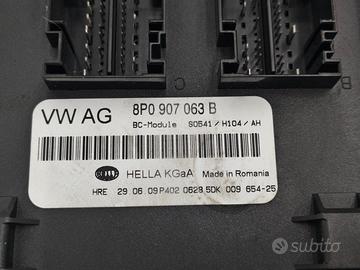 C
B
VW AG
8P0 907 063 B
BC-Module S0541/H104/AH
HELLA
HELLA KGaA Made in Romania
HRE 29 06 09 P402 0628.5DK 009 654-25
subito